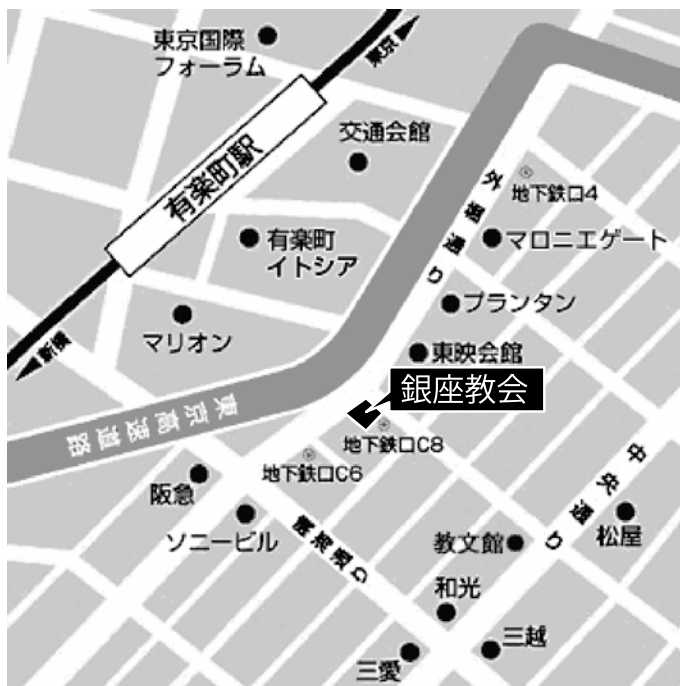 東京国際
フォーラム
東京
交通会館
有楽町駅
外堀通り
地下鉄口4
有楽町
イトシア
マロニエゲート
プランタン
マリオン
新橋
東映会館
銀座教会
東京高速道路
地下鉄口C8
地下鉄口C6
阪急
ソニービル
晴海通り
中央通り
教文館
松屋
和光
三越
三愛